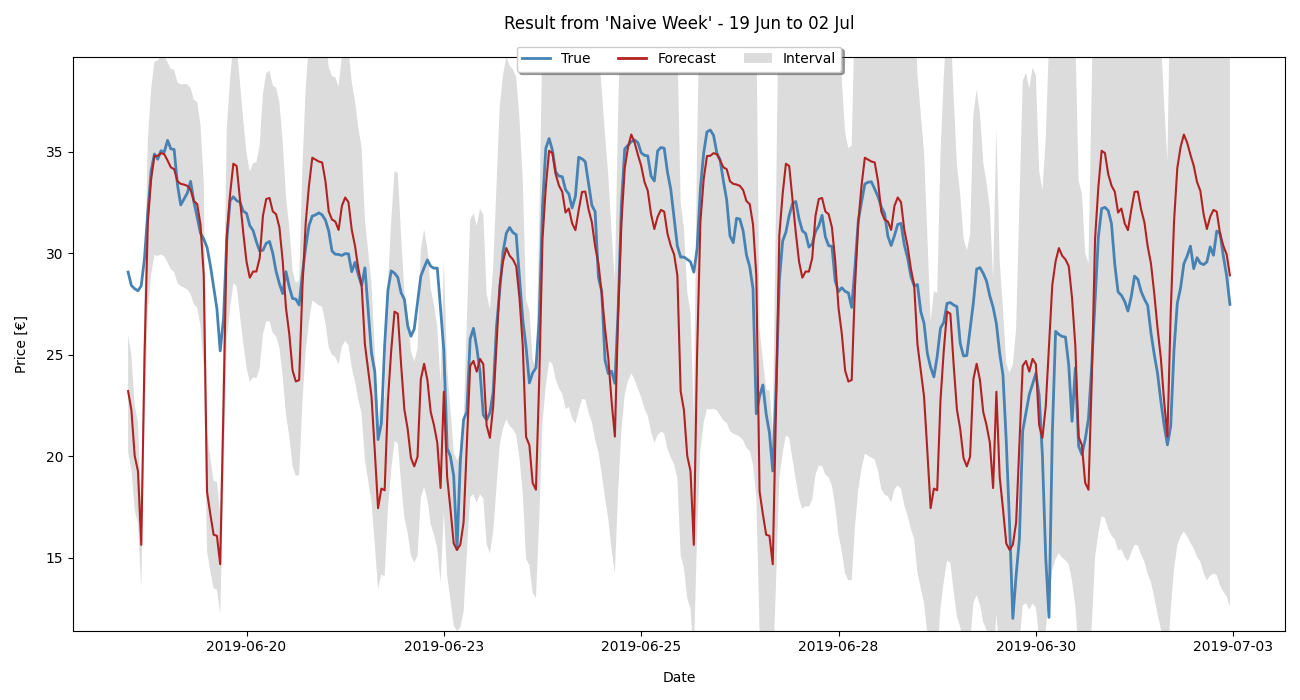 Result from 'Naive Week' - 19 Jun to 02 Jul
True Forecast Interval
35
30
25
20
15
Price [€]
2019-06-20 2019-06-23 2019-06-25 2019-06-28 2019-06-30 2019-07-03
Date